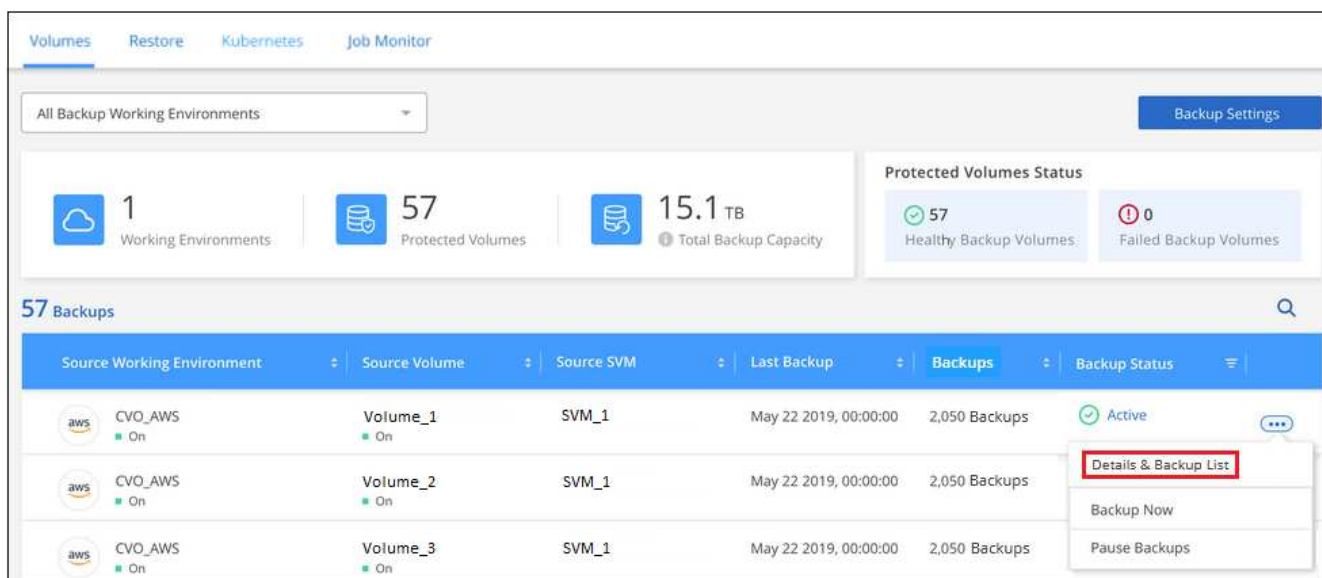 Volumes Restore Kubernetes Job Monitor
All Backup Working Environments
Backup Settings
1
Working Environments
57
Protected Volumes
15.1 TB
Total Backup Capacity
Protected Volumes Status
57
Healthy Backup Volumes
0
Failed Backup Volumes
57 Backups
Source Working Environment Source Volume Source SVM Last Backup Backups Backup Status
aws CVO_AWS Volume_1 SVM_1 May 22 2019, 00:00:00 2,050 Backups Active
On On
Details & Backup List
aws CVO_AWS Volume_2 SVM_1 May 22 2019, 00:00:00 2,050 Backups
On On
Backup Now
aws CVO_AWS Volume_3 SVM_1 May 22 2019, 00:00:00 2,050 Backups
Pause Backups
On On